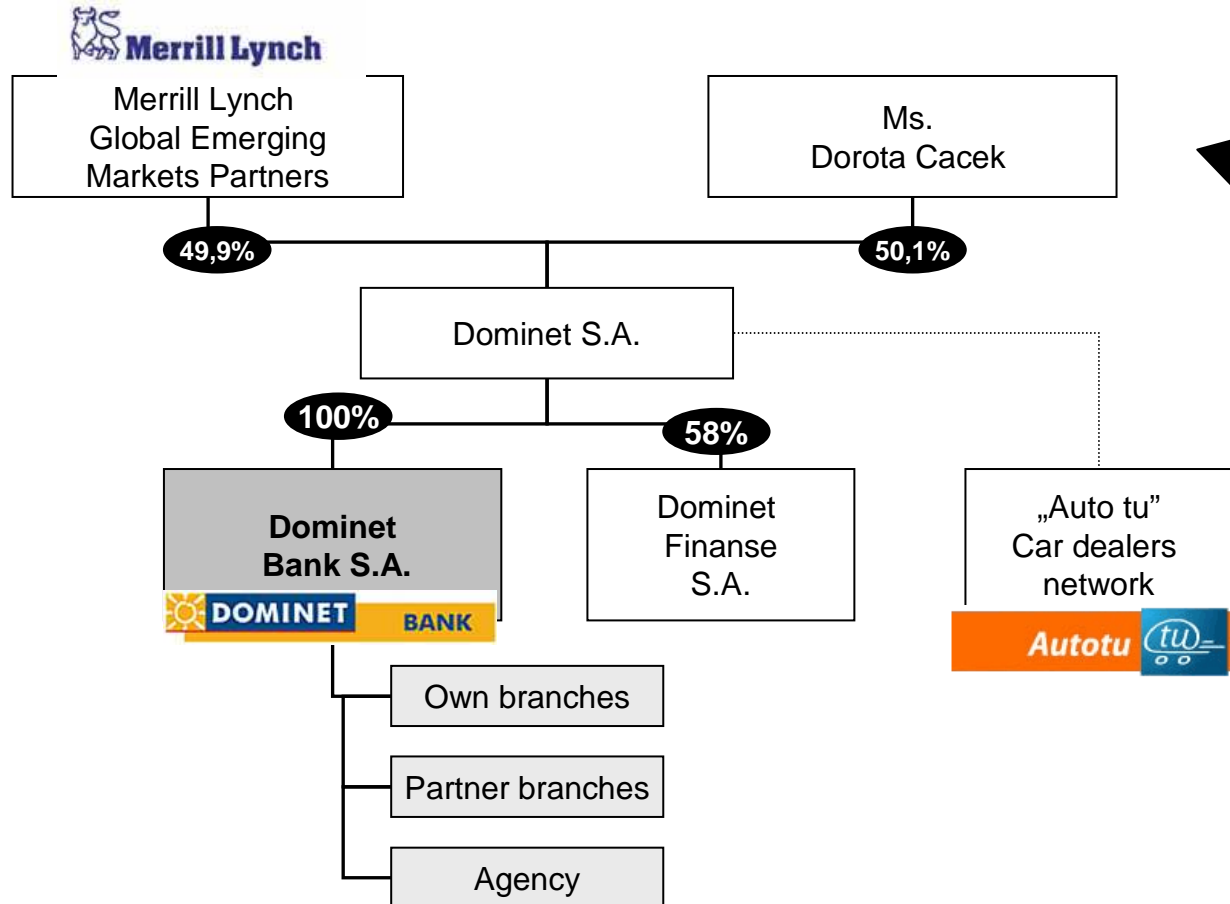 Merrill Lynch
Merrill Lynch
Global Emerging
Markets Partners
Ms.
Dorota Cacek
49,9%
50,1%
Dominet S.A.
100%
58%
Dominet
Bank S.A.
DOMINET BANK
Dominet
Finanse
S.A.
„Auto tu”
Car dealers
network
Autotu tu
Own branches
Partner branches
Agency